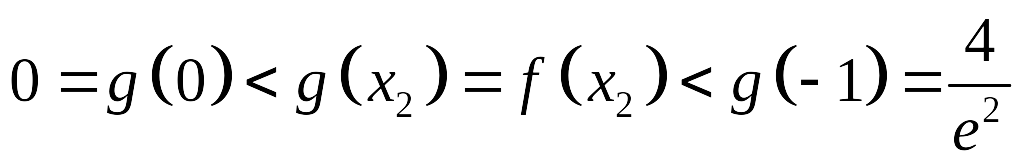 0 = g(0) < g(x₂) = f(x₂) < g(-1) = 4/e²